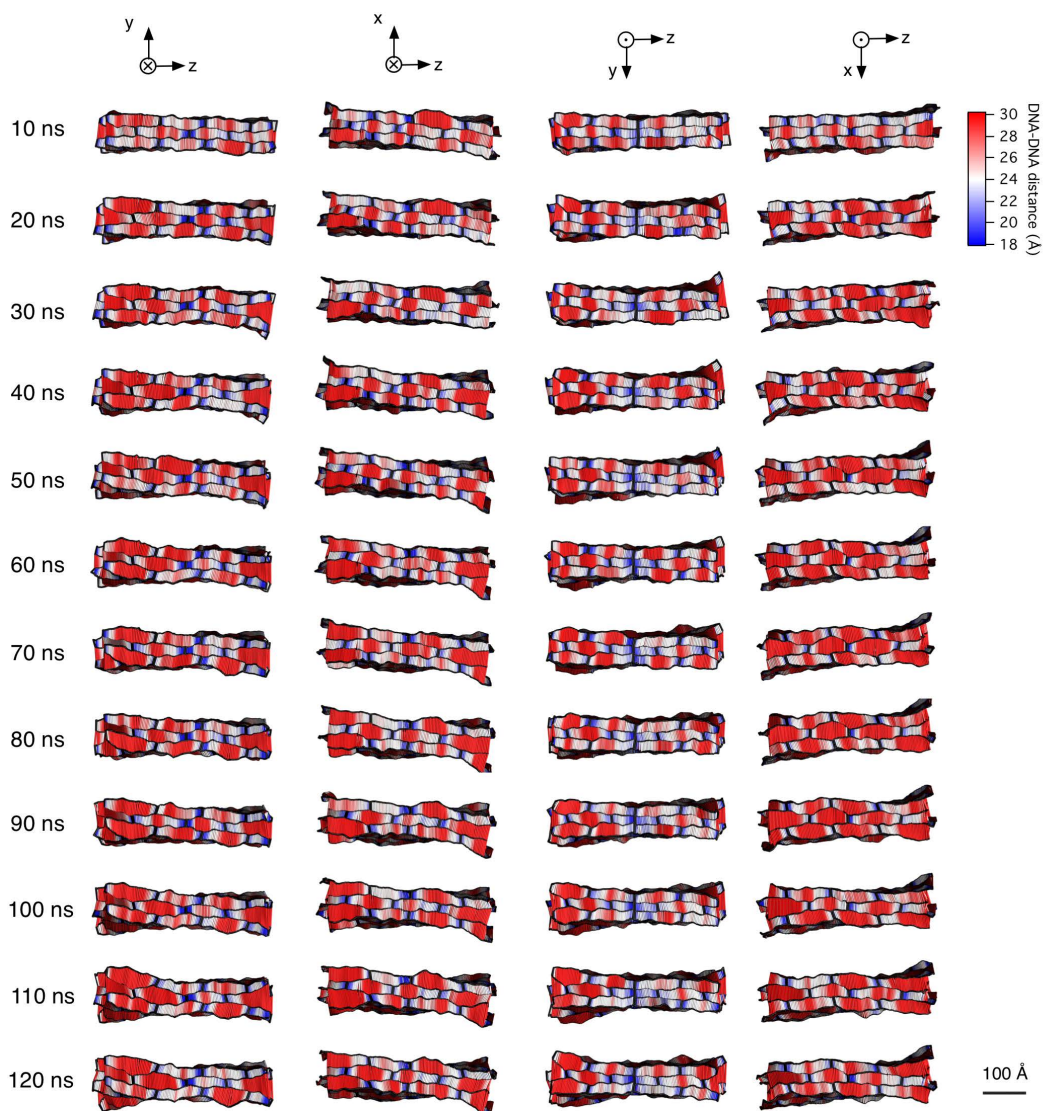 y
z
x
z
z
y
z
x
10 ns
20 ns
30 ns
40 ns
50 ns
60 ns
70 ns
80 ns
90 ns
100 ns
110 ns
120 ns
30
28
26
24
22
20
18
DNA-DNA
distance (Å)
100 Å